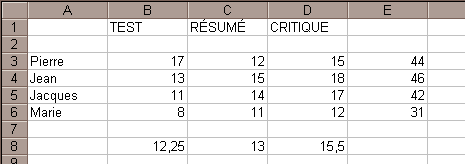 A B C D E
1 TEST RÉSUMÉ CRITIQUE
2
3 Pierre 17 12 15 44
4 Jean 13 15 18 46
5 Jacques 11 14 17 42
6 Marie 8 11 12 31
7
8 12,25 13 15,5